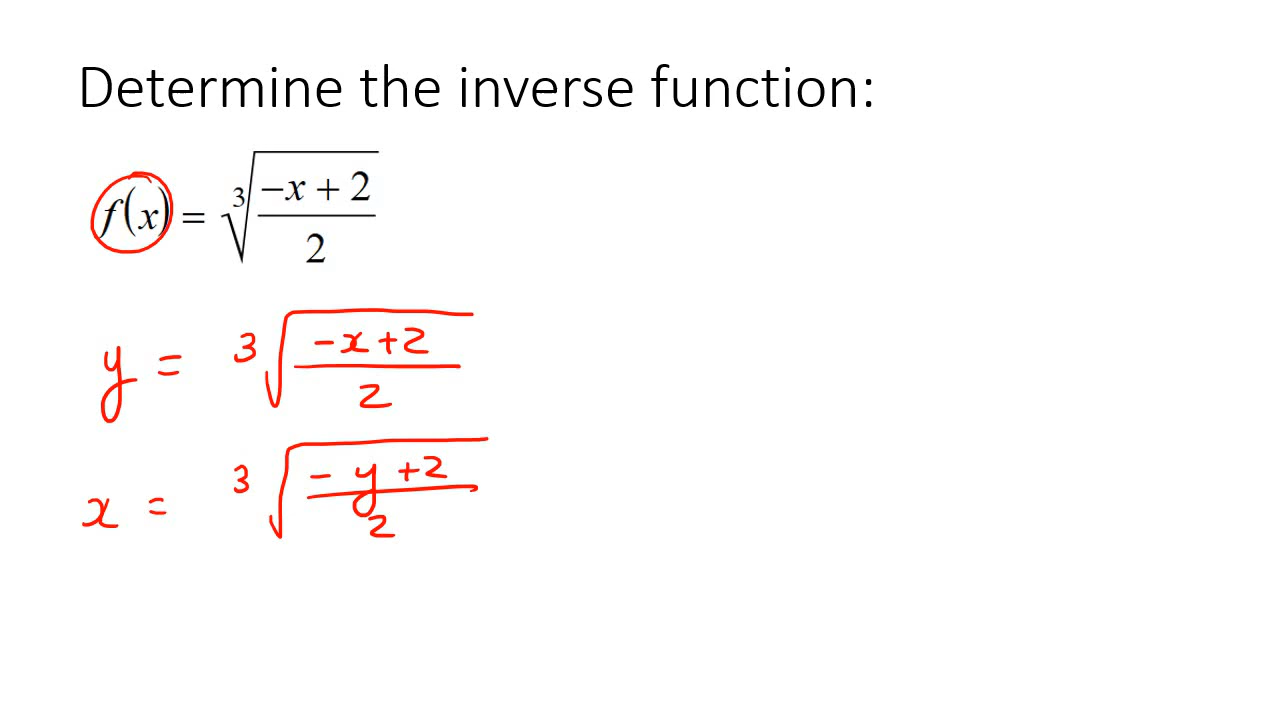 Determine the inverse function:
f(x) = ∛((-x + 2)/2)
y = ∛((-x+2)/2)
x = ∛((-y+2)/2)